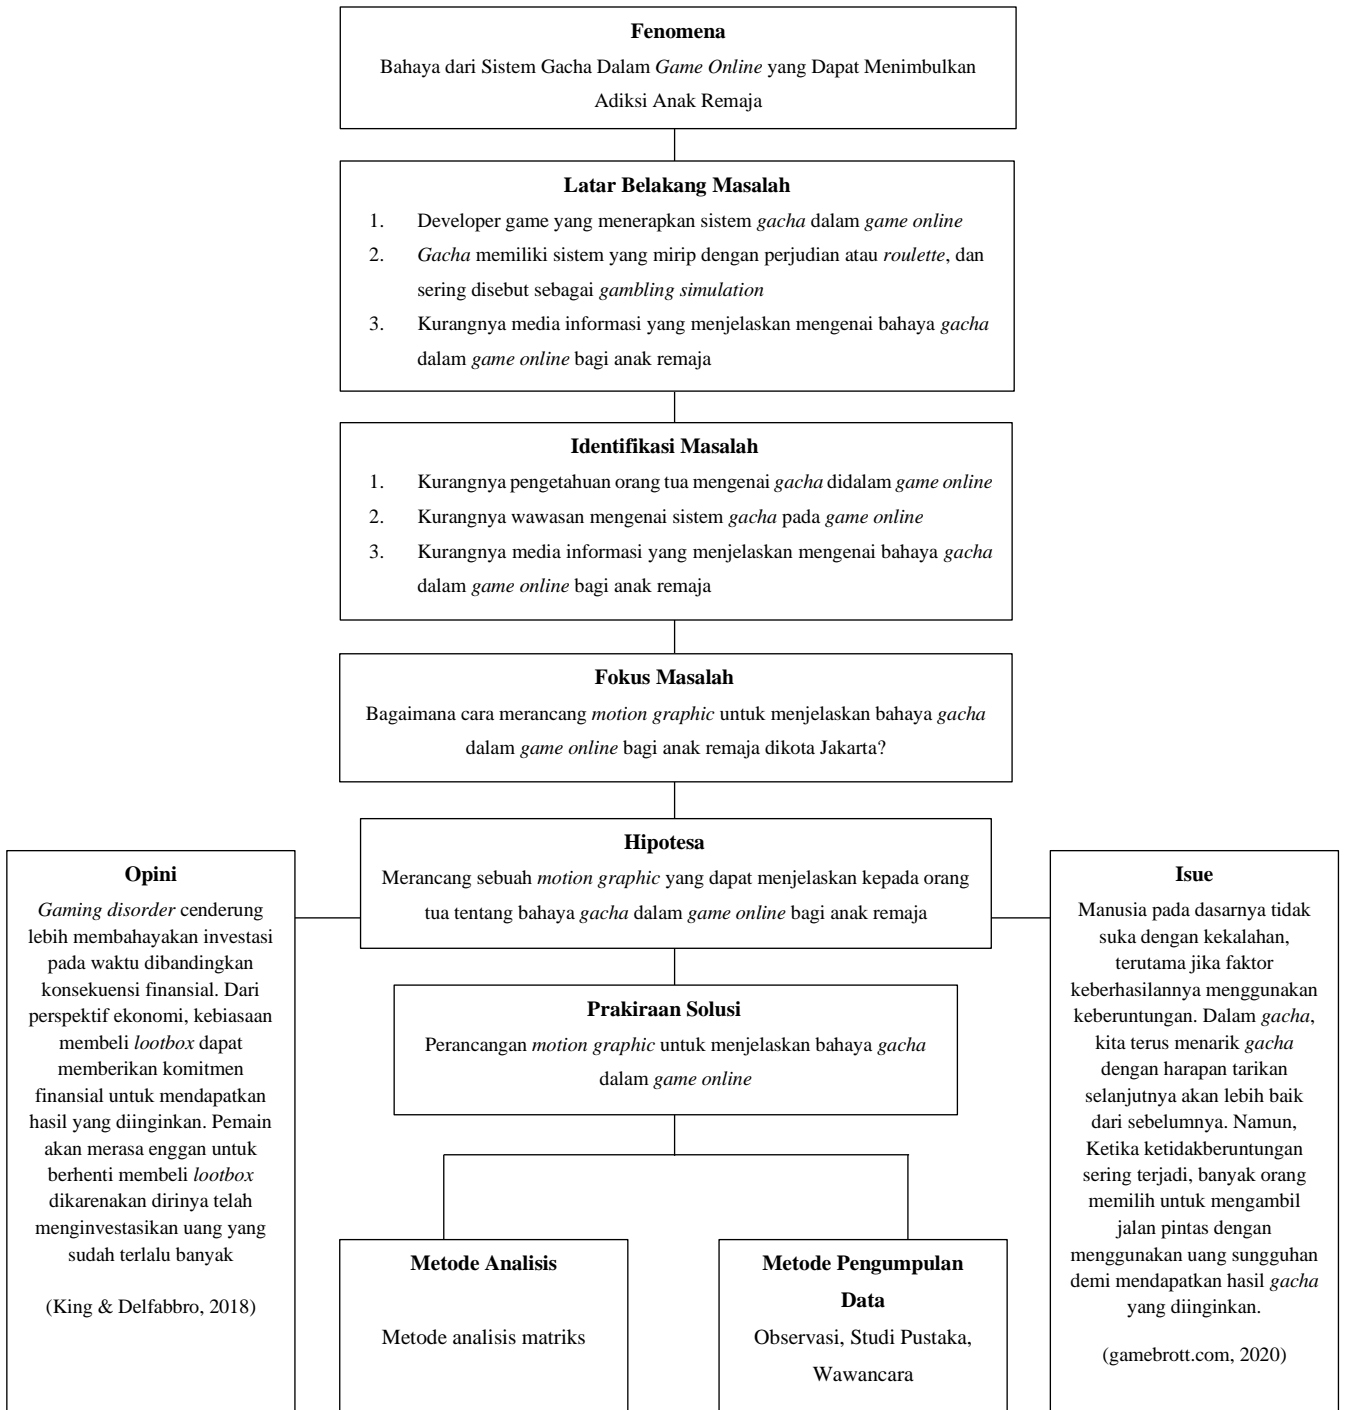 Fenomena
Bahaya dari Sistem Gacha Dalam Game Online yang Dapat Menimbulkan
Adiksi Anak Remaja
Latar Belakang Masalah
1. Developer game yang menerapkan sistem gacha dalam game online
2. Gacha memiliki sistem yang mirip dengan perjudian atau roulette, dan
sering disebut sebagai gambling simulation
3. Kurangnya media informasi yang menjelaskan mengenai bahaya gacha
dalam game online bagi anak remaja
Identifikasi Masalah
1. Kurangnya pengetahuan orang tua mengenai gacha didalam game online
2. Kurangnya wawasan mengenai sistem gacha pada game online
3. Kurangnya media informasi yang menjelaskan mengenai bahaya gacha
dalam game online bagi anak remaja
Fokus Masalah
Bagaimana cara merancang motion graphic untuk menjelaskan bahaya gacha
dalam game online bagi anak remaja dikota Jakarta?
Hipotesa
Merancang sebuah motion graphic yang dapat menjelaskan kepada orang
tua tentang bahaya gacha dalam game online bagi anak remaja
Opini
Gaming disorder cenderung
lebih membahayakan investasi
pada waktu dibandingkan
konsekuensi finansial. Dari
perspektif ekonomi, kebiasaan
membeli lootbox dapat
memberikan komitmen
finansial untuk mendapatkan
hasil yang diinginkan. Pemain
akan merasa enggan untuk
berhenti membeli lootbox
dikarenakan dirinya telah
menginvestasikan uang yang
sudah terlalu banyak
(King & Delfabbro, 2018)
Isue
Manusia pada dasarnya tidak
suka dengan kekalahan,
terutama jika faktor
keberhasilannya menggunakan
keberuntungan. Dalam gacha,
kita terus menarik gacha
dengan harapan tarikan
selanjutnya akan lebih baik
dari sebelumnya. Namun,
Ketika ketidakberuntungan
sering terjadi, banyak orang
memilih untuk mengambil
jalan pintas dengan
menggunakan uang sungguhan
demi mendapatkan hasil gacha
yang diinginkan.
(gamebrott.com, 2020)
Prakiraan Solusi
Perancangan motion graphic untuk menjelaskan bahaya gacha
dalam game online
Metode Analisis
Metode analisis matriks
Metode Pengumpulan
Data
Observasi, Studi Pustaka,
Wawancara